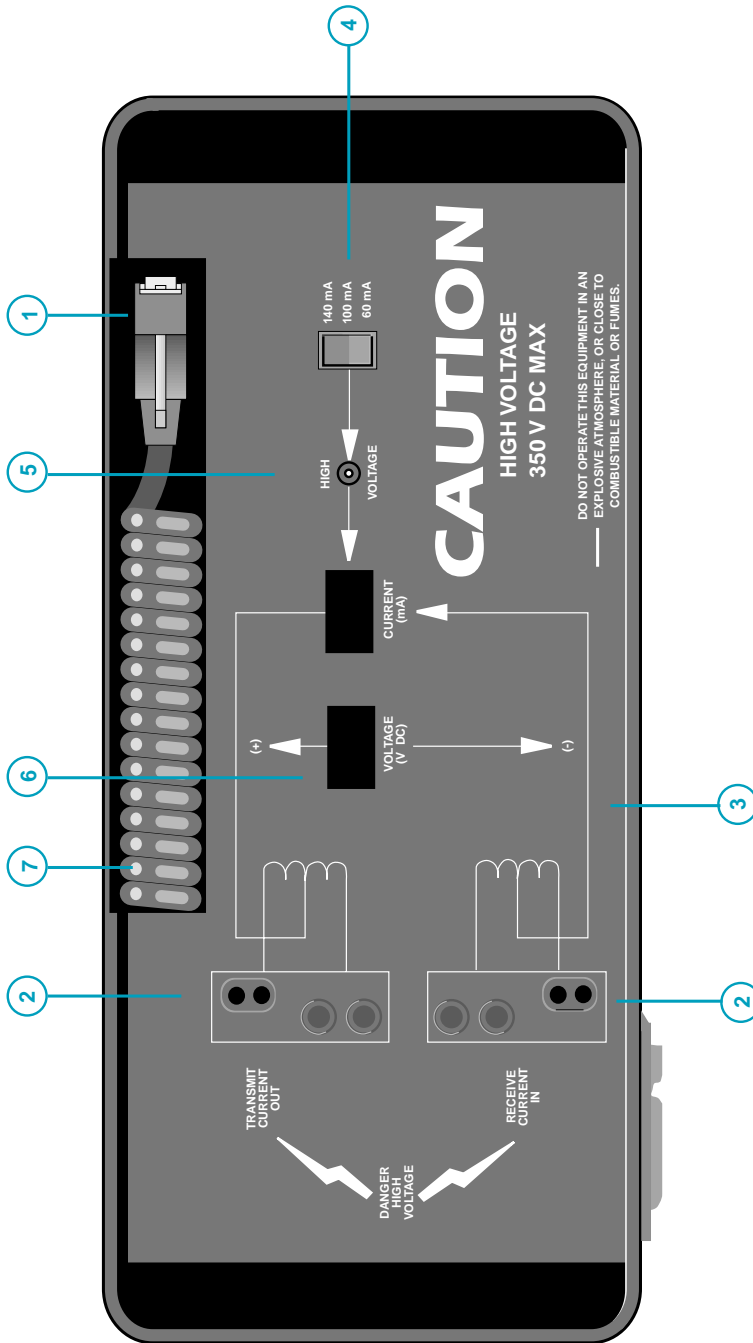 7
1
2
6
5
4
TRANSMIT
CURRENT
OUT
(+)
HIGH
VOLTAGE
140 mA
100 mA
60 mA
DANGER
HIGH
VOLTAGE
VOLTAGE
(V DC)
CURRENT
(mA)
CAUTION
HIGH VOLTAGE
350 V DC MAX
RECEIVE
CURRENT
IN
(-)
DO NOT OPERATE THIS EQUIPMENT IN AN
EXPLOSIVE ATMOSPHERE, OR CLOSE TO
COMBUSTIBLE MATERIAL OR FUMES.
2
3